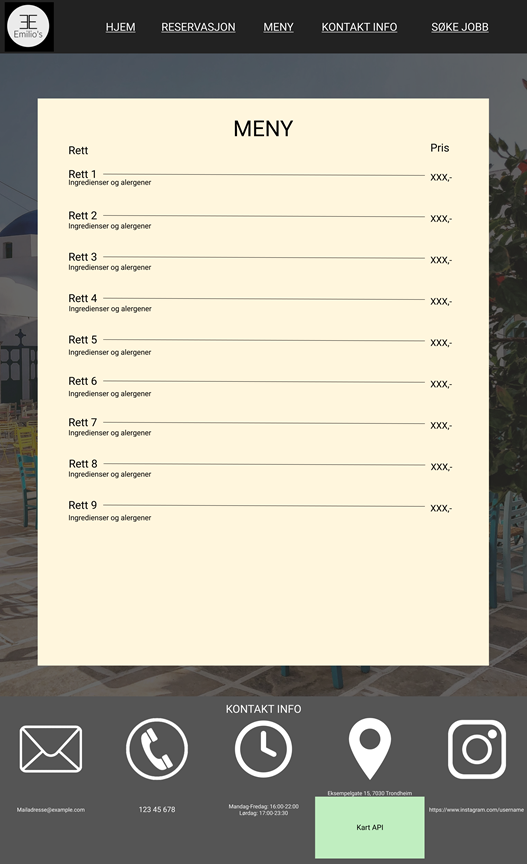 Emilio's
HJEM RESERVASJON MENY KONTAKT INFO SØKE JOBB
MENY
Rett Pris
Rett 1 XXX,-
Ingredienser og alergener
Rett 2 XXX,-
Ingredienser og alergener
Rett 3 XXX,-
Ingredienser og alergener
Rett 4 XXX,-
Ingredienser og alergener
Rett 5 XXX,-
Ingredienser og alergener
Rett 6 XXX,-
Ingredienser og alergener
Rett 7 XXX,-
Ingredienser og alergener
Rett 8 XXX,-
Ingredienser og alergener
Rett 9 XXX,-
Ingredienser og alergener
KONTAKT INFO
Mailadresse@example.com
123 45 678
Mandag-Fredag: 16:00-22:00
Lørdag: 17:00-23:30
Eksempelgate 15, 7030 Trondheim
Kart API
https://www.instagram.com/username